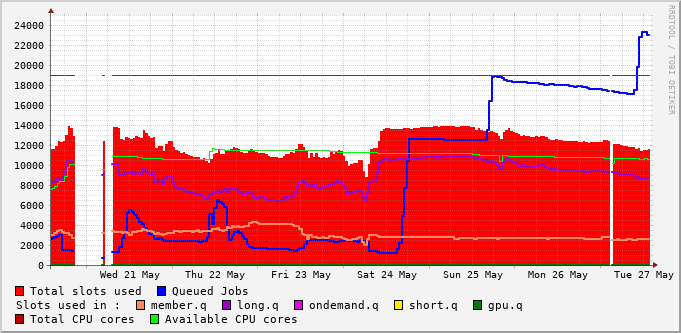 24000
22000
20000
18000
16000
14000
12000
10000
8000
6000
4000
2000
0
Wed 21 May Thu 22 May Fri 23 May Sat 24 May Sun 25 May Mon 26 May Tue 27 May
Total slots used Queued Jobs
Slots used in : member.q long.q ondemand.q short.q gpu.q
Total CPU cores Available CPU cores
RRDTOOL / TOBI OETIKER